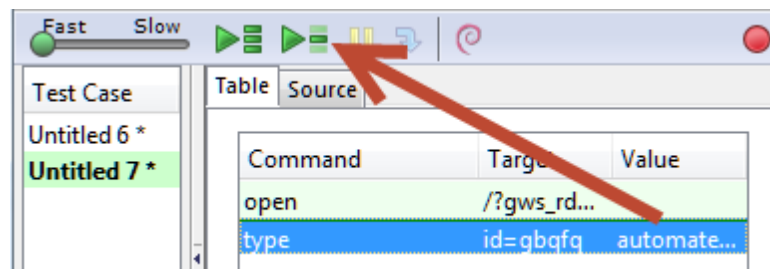 Fast Slow
Test Case
Untitled 6 *
Untitled 7 *
Table Source
Command Value
open /?gws_rd...
type id=gbqfq automate...